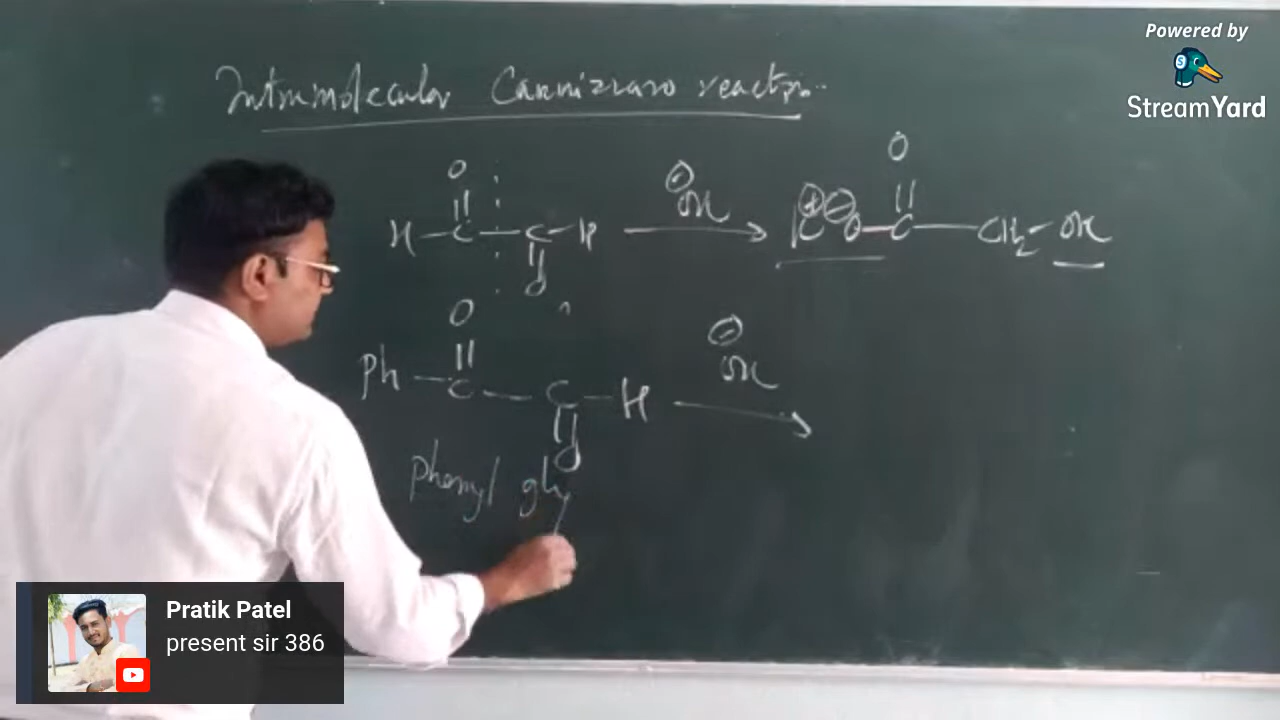 Powered by
StreamYard
Intramolecular Cannizzaro reaction
O O
H — C — C — H ⊖OH K⊕ ⊖O — C — CH2 — OH
O
O
Ph — C — C — H ⊖OH
O
Phenyl gly
Pratik Patel
present sir 386